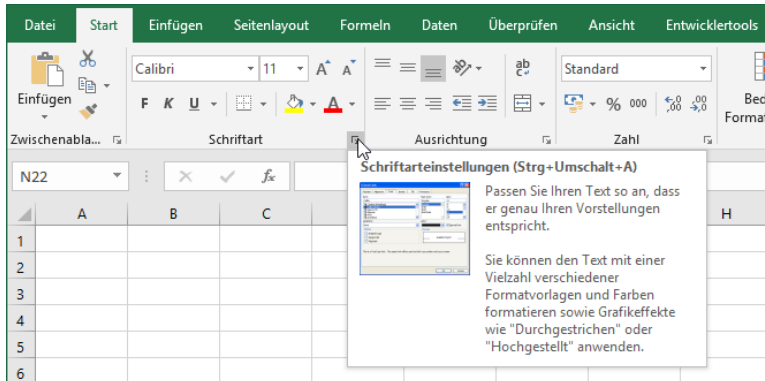 Datei Start Einfügen Seitenlayout Formeln Daten Überprüfen Ansicht Entwicklertools
Calibri 11 A A ab Standard
Einfügen F K U A % 000 Bed
Format
Zwischenabla... Schriftart Ausrichtung Zahl
N22 fx
Schriftarteinstellungen (Strg+Umschalt+A)
Passen Sie Ihren Text so an, dass
er genau Ihren Vorstellungen
entspricht.
Sie können den Text mit einer
Vielzahl verschiedener
Formatvorlagen und Farben
formatieren sowie Grafikeffekte
wie "Durchgestrichen" oder
"Hochgestellt" anwenden.
A B C H
1
2
3
4
5
6